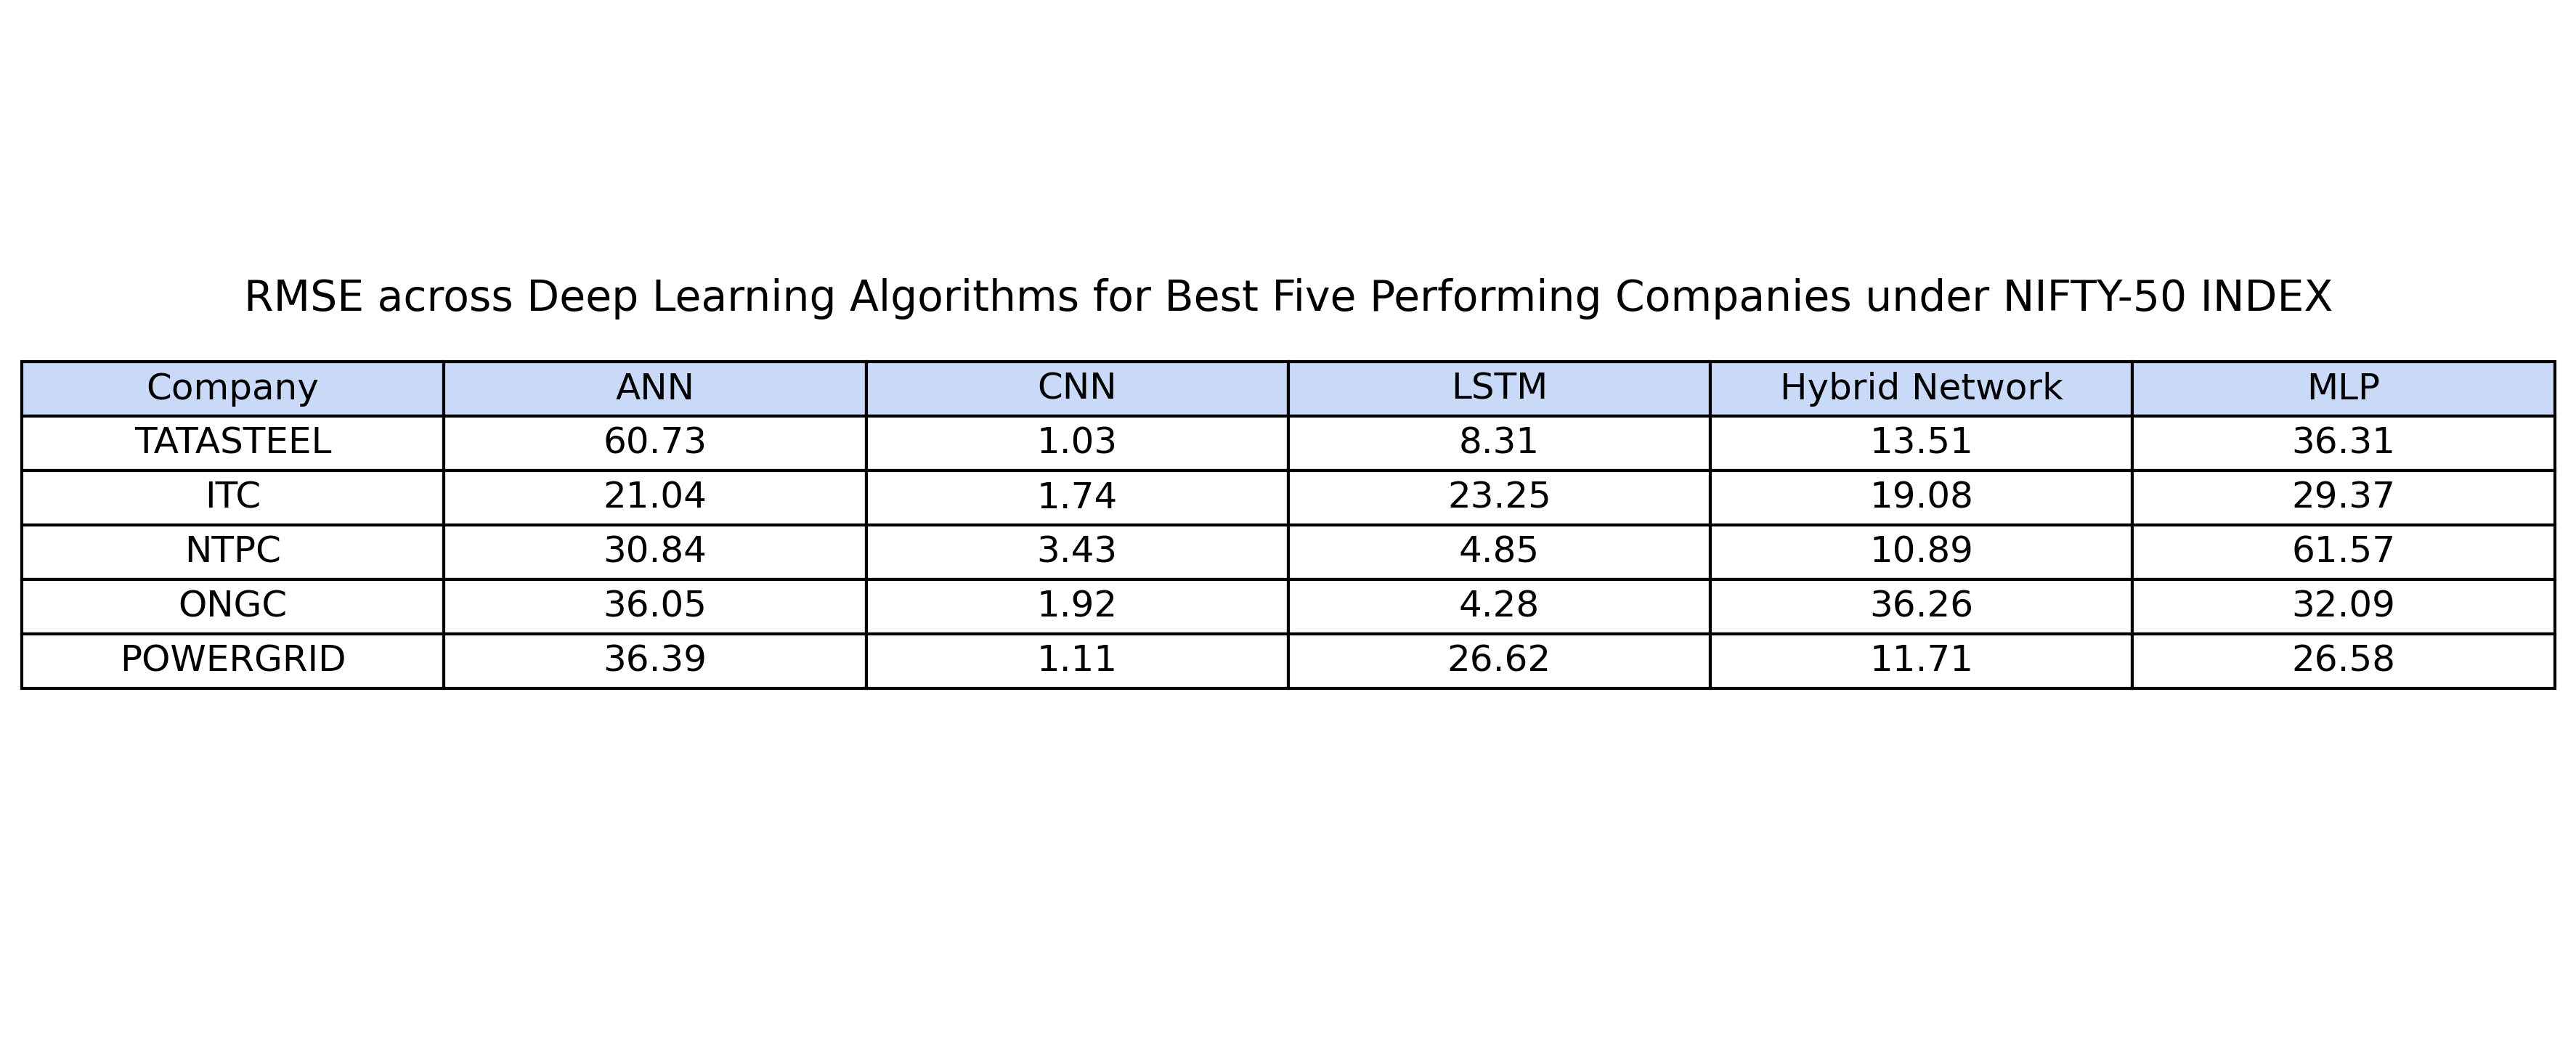 RMSE across Deep Learning Algorithms for Best Five Performing Companies under NIFTY-50 INDEX
Company ANN CNN LSTM Hybrid Network MLP
TATASTEEL 60.73 1.03 8.31 13.51 36.31
ITC 21.04 1.74 23.25 19.08 29.37
NTPC 30.84 3.43 4.85 10.89 61.57
ONGC 36.05 1.92 4.28 36.26 32.09
POWERGRID 36.39 1.11 26.62 11.71 26.58